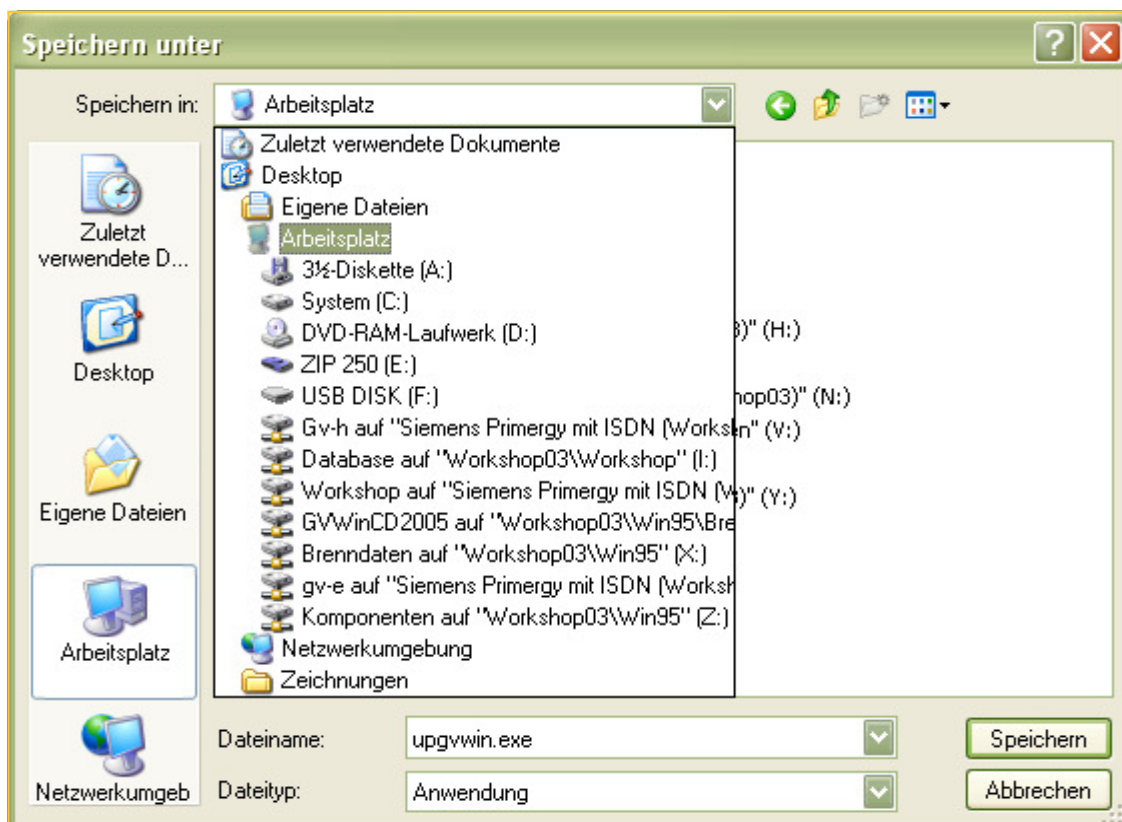 Speichern unter
Speichern in:
Arbeitsplatz
Zuletzt verwendete Dokumente
Desktop
Eigene Dateien
Arbeitsplatz
3½-Diskette (A:)
System (C:)
DVD-RAM-Laufwerk (D:)
ZIP 250 (E:)
USB DISK (F:)
Gv-h auf "Siemens Primergy mit ISDN (Works
Database auf "Workshop03\Workshop" (I:)
Workshop auf "Siemens Primergy mit ISDN (W
GVWinCD2005 auf "Workshop03\Win95\Bre
Brenndaten auf "Workshop03\Win95" (X:)
gv-e auf "Siemens Primergy mit ISDN (Worksh
Komponenten auf "Workshop03\Win95" (Z:)
Netzwerkumgebung
Zeichnungen
)" (H:)
hop03)" (N:)
n" (V:)
)" (Y:)
Zuletzt
verwendete D...
Desktop
Eigene Dateien
Arbeitsplatz
Netzwerkumgeb
Dateiname:
upgvwin.exe
Speichern
Dateityp:
Anwendung
Abbrechen